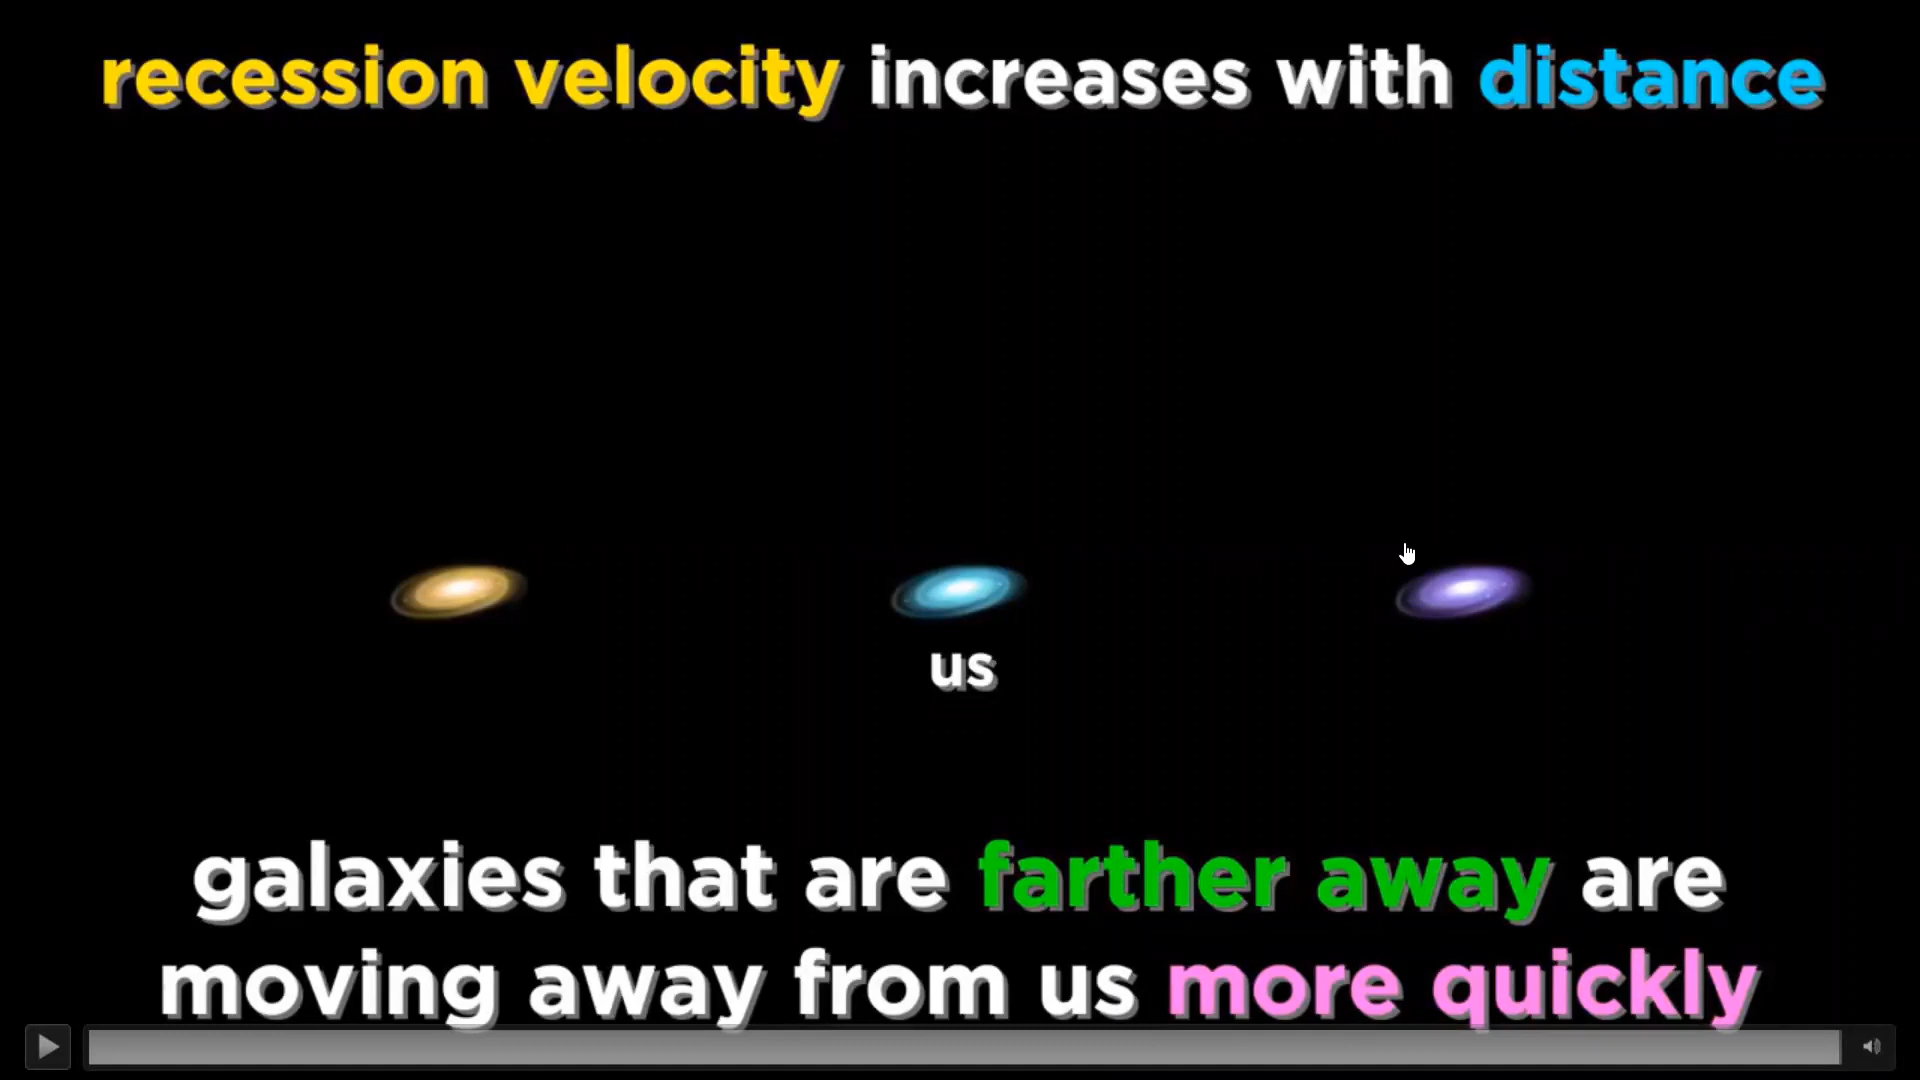 recession velocity increases with distance
us
galaxies that are farther away are
moving away from us more quickly